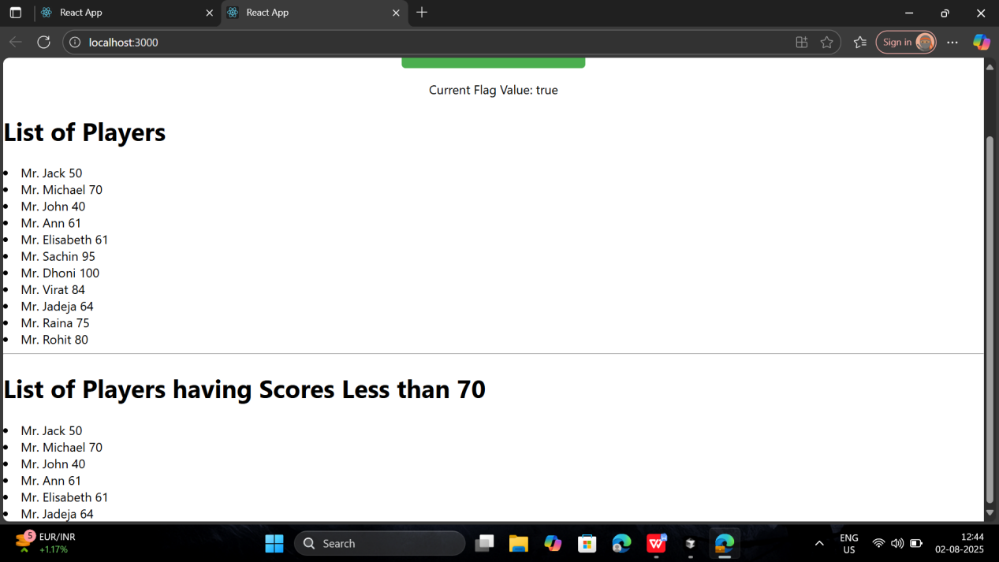 React App
React App
localhost:3000
Sign in
Current Flag Value: true
List of Players
Mr. Jack 50
Mr. Michael 70
Mr. John 40
Mr. Ann 61
Mr. Elisabeth 61
Mr. Sachin 95
Mr. Dhoni 100
Mr. Virat 84
Mr. Jadeja 64
Mr. Raina 75
Mr. Rohit 80
List of Players having Scores Less than 70
Mr. Jack 50
Mr. Michael 70
Mr. John 40
Mr. Ann 61
Mr. Elisabeth 61
Mr. Jadeja 64
5
EUR/INR
+1.17%
Search
ENG
US
12:44
02-08-2025